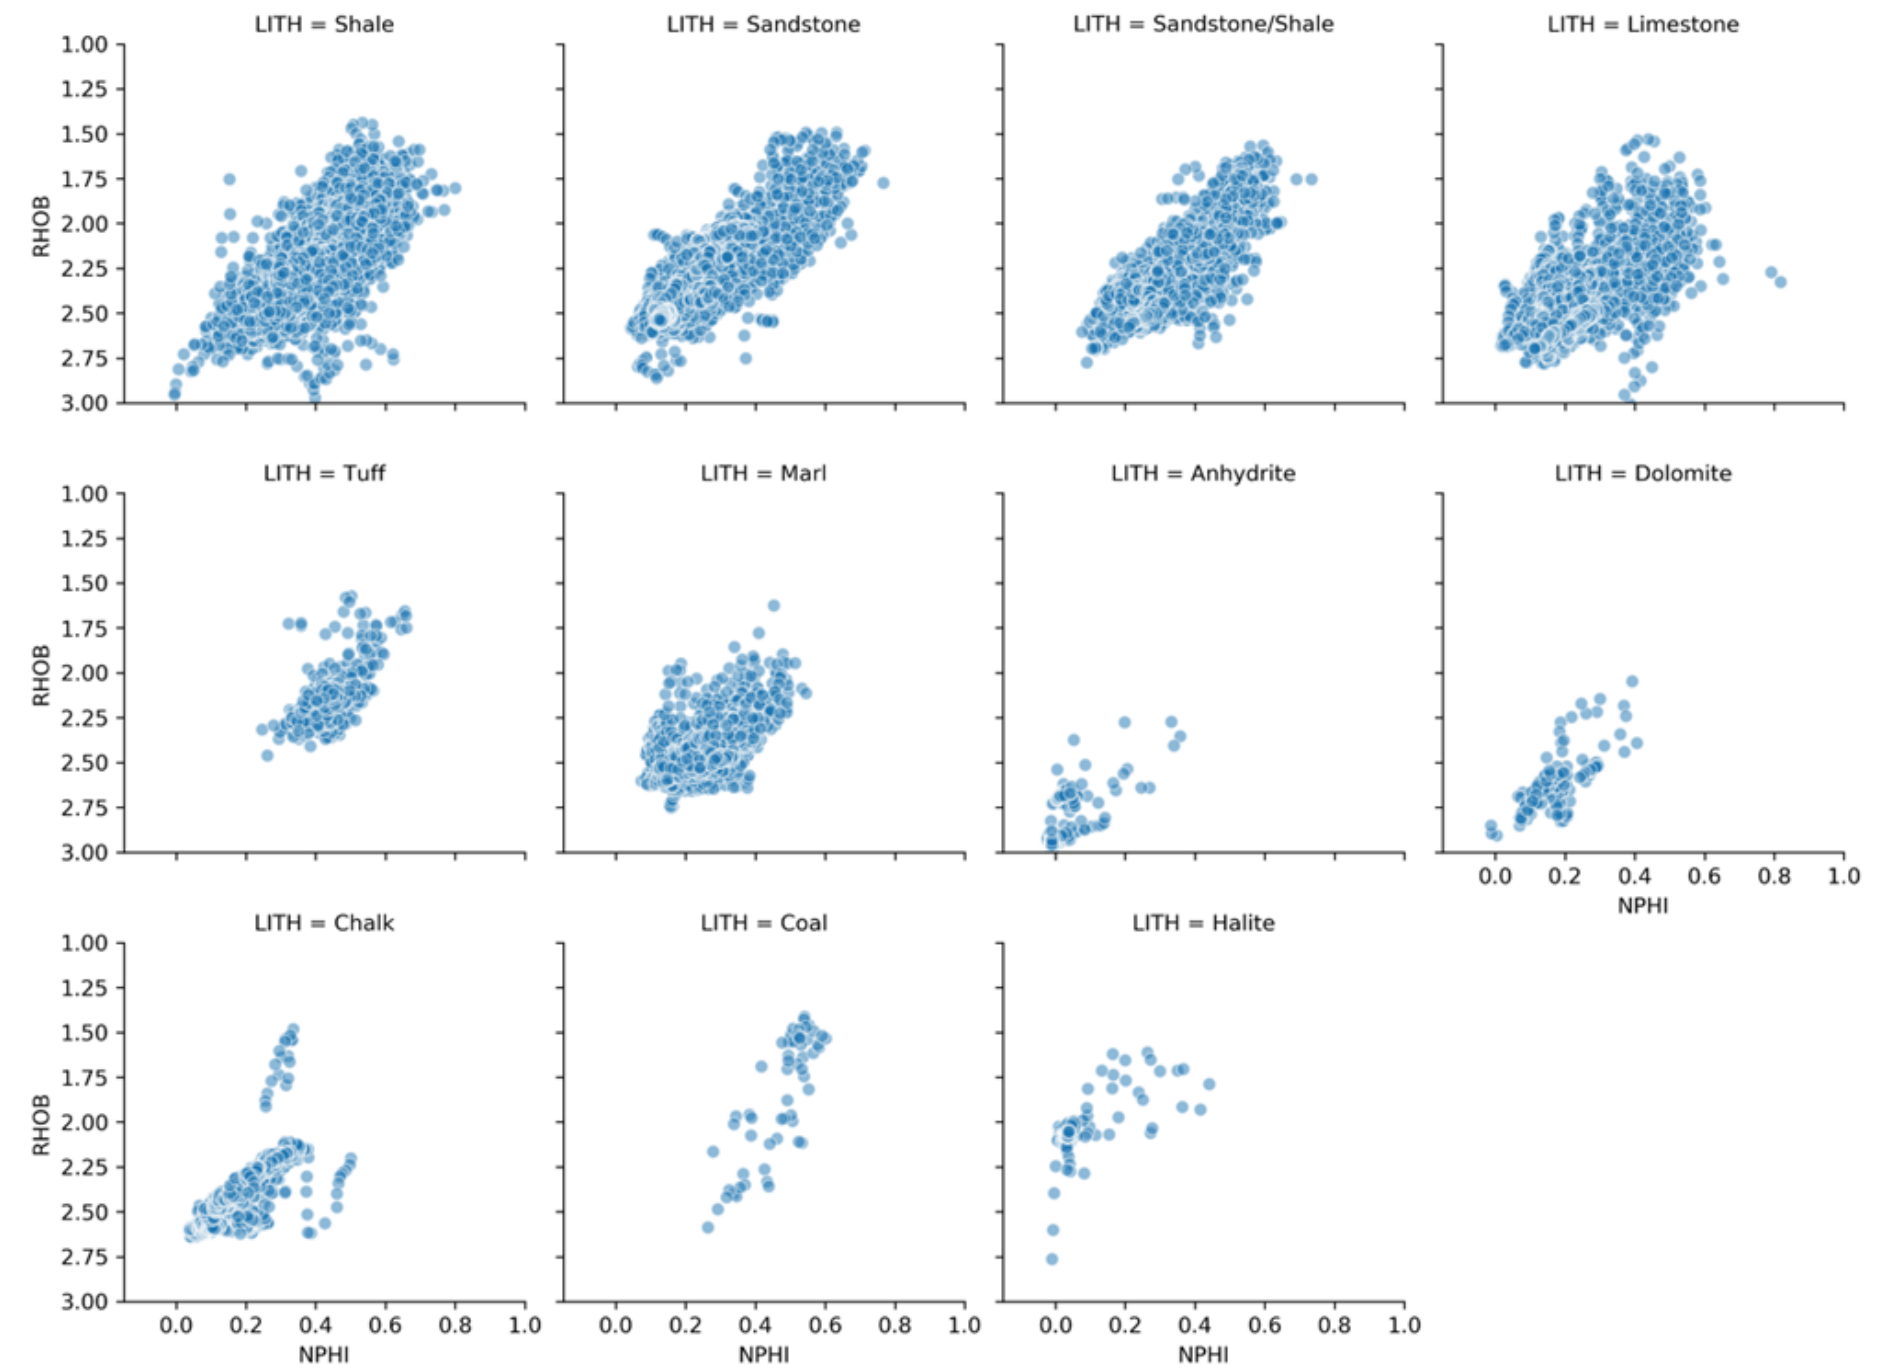 LITH = Shale
LITH = Sandstone
LITH = Sandstone/Shale
LITH = Limestone
1.00
1.25
1.50
1.75
2.00
2.25
2.50
2.75
3.00
RHOB
LITH = Tuff
LITH = Marl
LITH = Anhydrite
LITH = Dolomite
1.00
1.25
1.50
1.75
2.00
2.25
2.50
2.75
3.00
RHOB
0.0 0.2 0.4 0.6 0.8 1.0
NPHI
LITH = Chalk
LITH = Coal
LITH = Halite
1.00
1.25
1.50
1.75
2.00
2.25
2.50
2.75
3.00
RHOB
0.0 0.2 0.4 0.6 0.8 1.0
NPHI
0.0 0.2 0.4 0.6 0.8 1.0
NPHI
0.0 0.2 0.4 0.6 0.8 1.0
NPHI